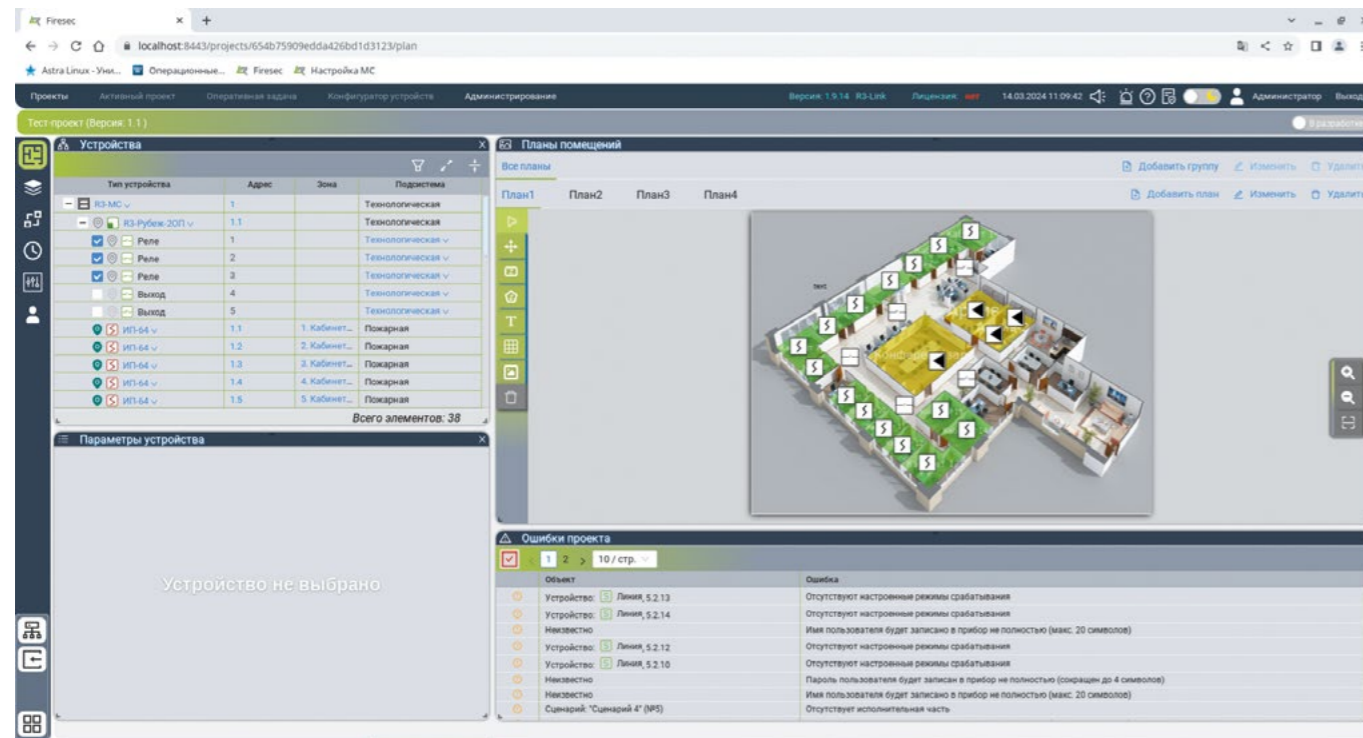 Firesec
localhost:8443/projects/654b75909edda426bd1d3123/plan
Astra Linux - Уни... Операционные... Firesec Настройка МС
Проекты Активный проект Оперативная задача Конфигуратор устройств Администрирование Версия: 1.9.14 R3-Link Лицензия: нет 14.03.2024 11:09:42 Администратор Выход
Тест-проект (Версия: 1.1 ) В разработке
Устройства
Тип устройства Адрес Зона Подсистема
R3-МС 1 Технологическая
R3-Рубеж-2ОП 1.1 Технологическая
Реле 1 Технологическая
Реле 2 Технологическая
Реле 3 Технологическая
Выход 4 Технологическая
Выход 5 Технологическая
ИП-64 1.1 1. Кабинет... Пожарная
ИП-64 1.2 2. Кабинет... Пожарная
ИП-64 1.3 3. Кабинет... Пожарная
ИП-64 1.4 4. Кабинет... Пожарная
ИП-64 1.5 5. Кабинет... Пожарная
Всего элементов: 38
Параметры устройства
Устройство не выбрано
Планы помещений
Все планы Добавить группу Изменить Удалить
План1 План2 План3 План4 Добавить план Изменить Удалить
text
Ошибки проекта
1 2 10 / стр.
Объект Ошибка
Устройство: Линия, 5.2.13 Отсутствуют настроенные режимы срабатывания
Устройство: Линия, 5.2.14 Отсутствуют настроенные режимы срабатывания
Неизвестно Имя пользователя будет записано в прибор не полностью (макс. 20 символов)
Устройство: Линия, 5.2.12 Отсутствуют настроенные режимы срабатывания
Устройство: Линия, 5.2.10 Отсутствуют настроенные режимы срабатывания
Неизвестно Пароль пользователя будет записан в прибор не полностью (сокращен до 4 символов)
Неизвестно Имя пользователя будет записано в прибор не полностью (макс. 20 символов)
Сценарий: "Сценарий 4" (№5) Отсутствует исполнительная часть